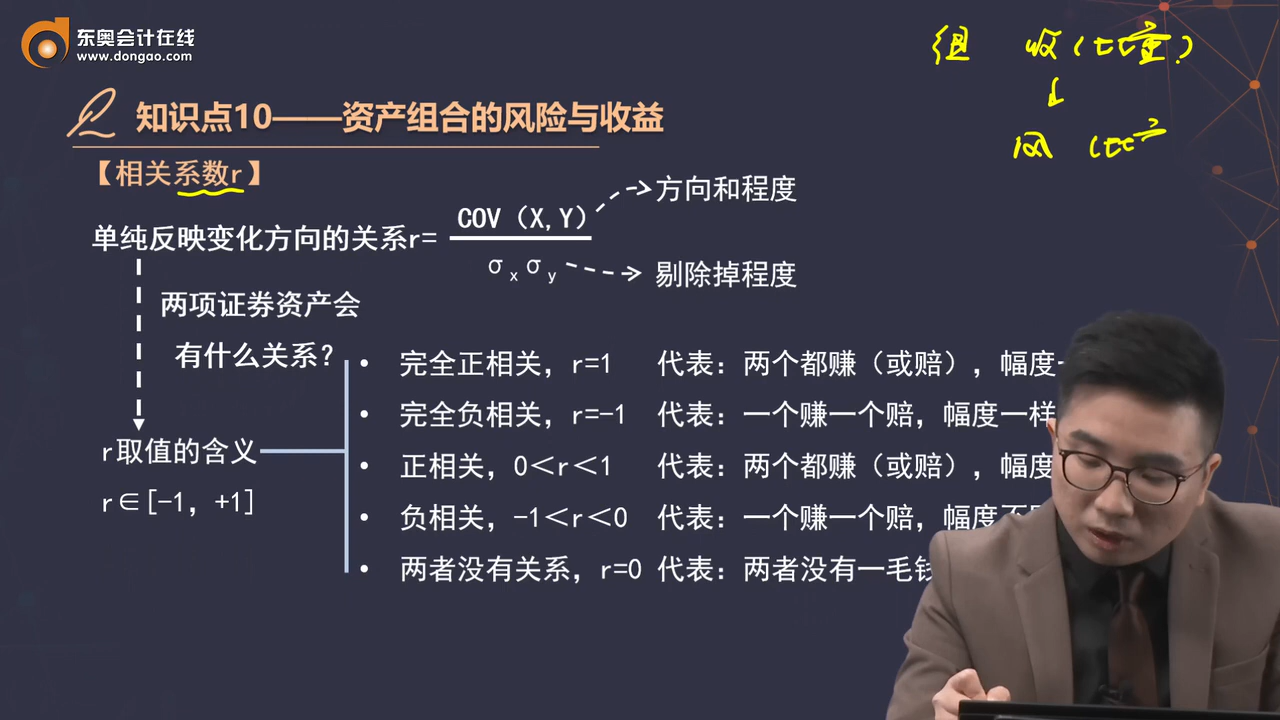 东奥会计在线
www.dongao.com
组 收（比重）
↓
风（比
知识点10——资产组合的风险与收益
【相关系数r】
单纯反映变化方向的关系r=
COV（X,Y）
σxσy
方向和程度
剔除掉程度
两项证券资产会
有什么关系？
r取值的含义
r∈[-1，+1]
• 完全正相关，r=1 代表：两个都赚（或赔），幅度
• 完全负相关，r=-1 代表：一个赚一个赔，幅度一样
• 正相关，0＜r＜1 代表：两个都赚（或赔），幅度
• 负相关，-1＜r＜0 代表：一个赚一个赔，幅度不
• 两者没有关系，r=0 代表：两者没有一毛钱